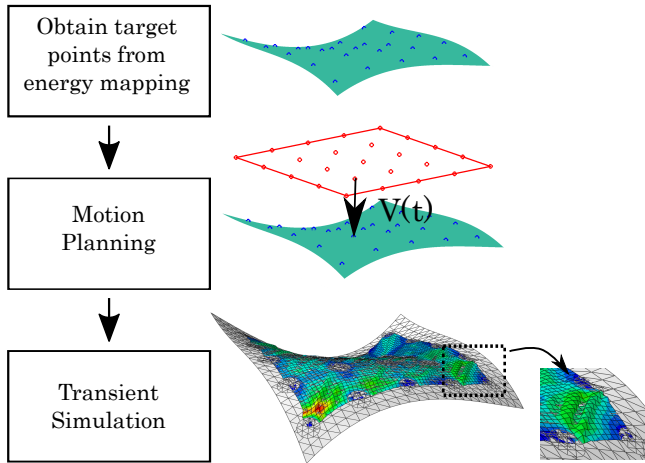 Obtain target
points from
energy mapping
Motion
Planning
V(t)
Transient
Simulation